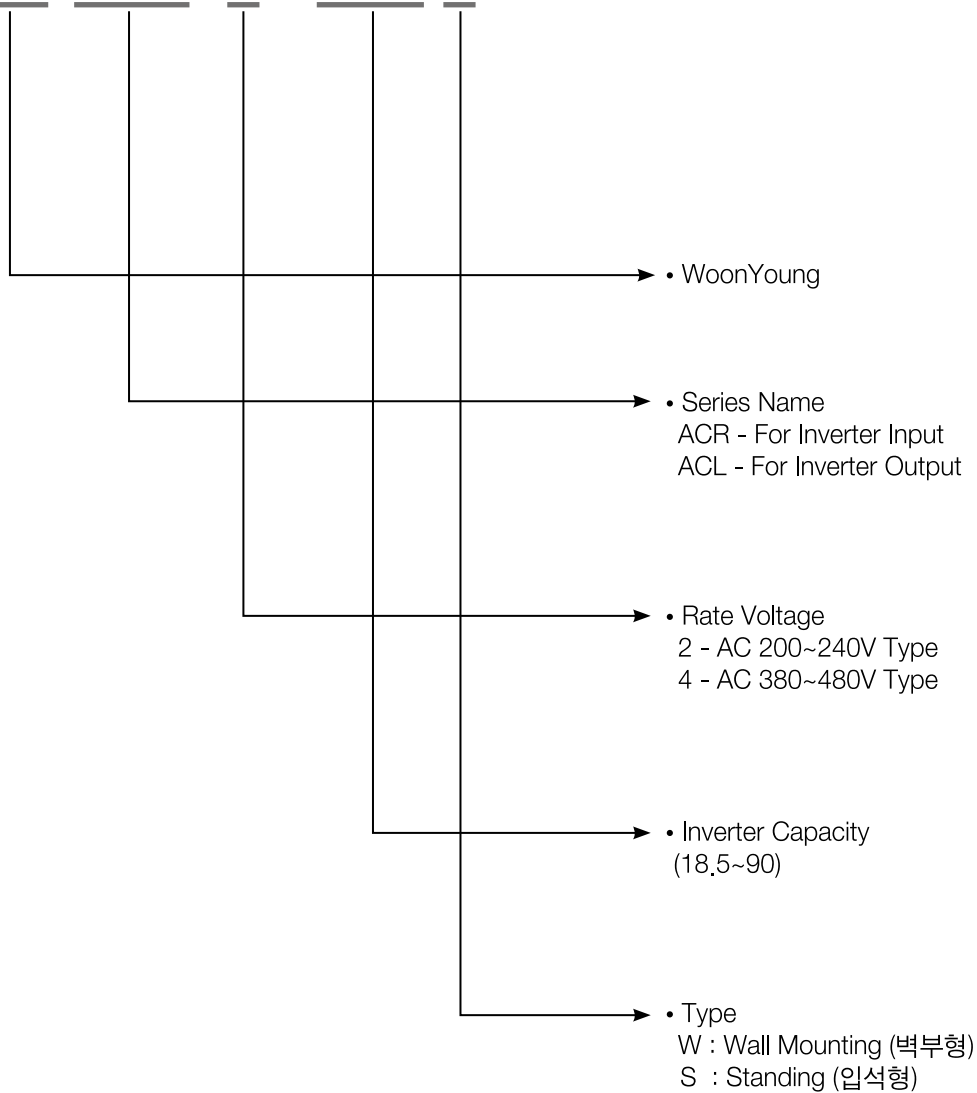 • WoonYoung
• Series Name
ACR - For Inverter Input
ACL - For Inverter Output
• Rate Voltage
2 - AC 200~240V Type
4 - AC 380~480V Type
• Inverter Capacity
(18.5~90)
• Type
W : Wall Mounting (벽부형)
S : Standing (입석형)